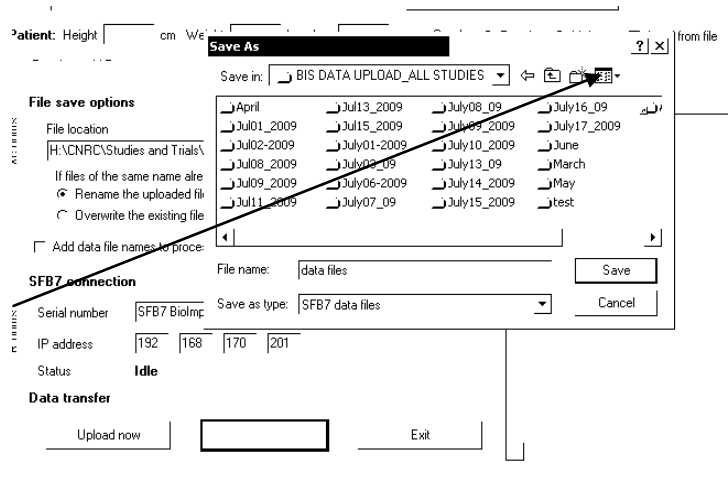 Patient: Height cm We
from file
Save As
? x
Save in: BIS DATA UPLOAD_ALL STUDIES
April Jul13_2009 July08_09 July16_09
Jul01_2009 Jul15_2009 July09_2009 July17_2009
Jul02-2009 July01-2009 July10_2009 June
Jul08_2009 July03_09 July13_09 March
Jul09_2009 July06-2009 July14_2009 May
Jul11_2009 July07_09 July15_2009 test
File name: data files
Save
Save as type: SFB7 data files
Cancel
File save options
File location
H:\CNRC\Studies and Trials\
If files of the same name alre
Rename the uploaded fil
Overwrite the existing file
Add data file names to proce
SFB7 connection
Serial number SFB7 BioImp
IP address 192 168 170 201
Status Idle
Data transfer
Upload now
Exit